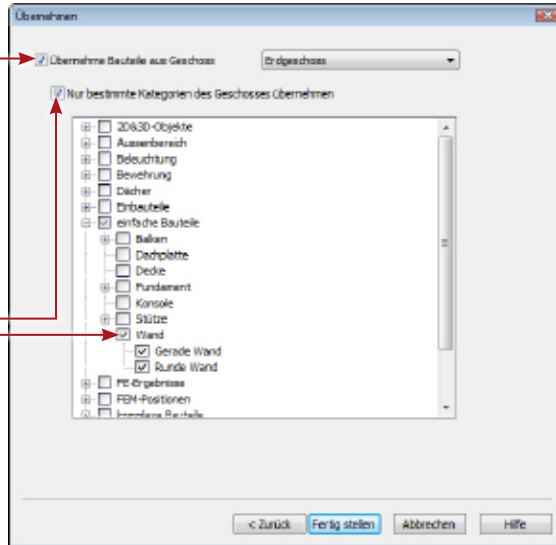 Übernehmen
Übernehme Bauteile aus Geschoss Erdgeschoss
Nur bestimmte Kategorien des Geschosses übernehmen
2D&3D-Objekte
Aussenbereich
Beleuchtung
Bewehrung
Dächer
Einbauteile
einfache Bauteile
Balken
Dachplatte
Decke
Fundament
Konsole
Stütze
Wand
Gerade Wand
Runde Wand
FE-Ergebnisse
FEM-Positionen
komplexe Bauteile
< Zurück Fertig stellen Abbrechen Hilfe